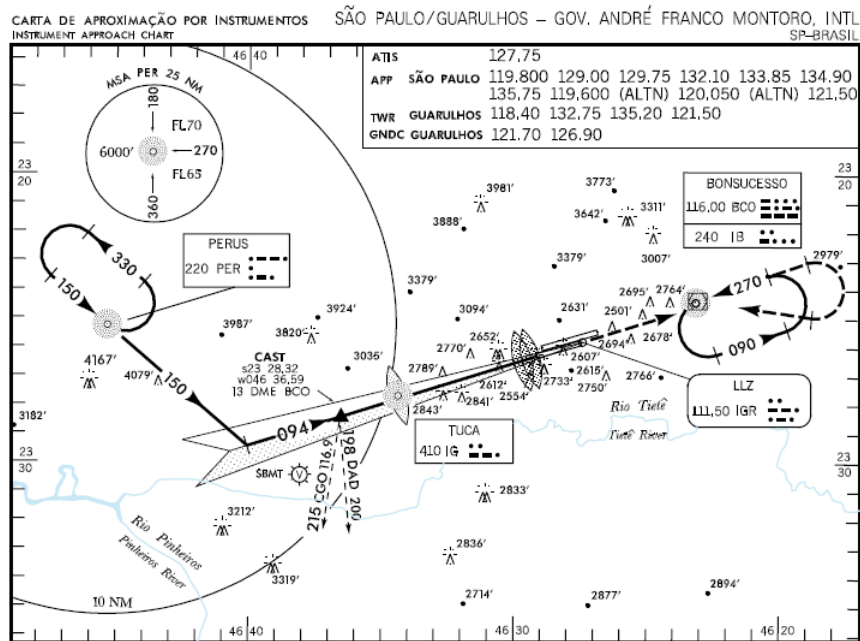 CARTA DE APROXIMAÇÃO POR INSTRUMENTOS
INSTRUMENT APPROACH CHART
SÃO PAULO/GUARULHOS – GOV. ANDRÉ FRANCO MONTORO, INTL
SP–BRASIL
46 40
ATIS 127,75
APP SÃO PAULO 119.800 129.00 129.75 132.10 133.85 134.90
135,75 119,600 (ALTN) 120,050 (ALTN) 121,50
TWR GUARULHOS 118,40 132,75 135,20 121,50
GNDC GUARULHOS 121.70 126.90
MSA PER 25 NM
180
FL70
6000'
270
FL65
360
23
20
23
20
3981'
3773'
3888'
3642'
3311'
3007'
BONSUCESSO
116,00 BCO
240 IB
2979'
PERUS
220 PER
330
150
3379'
3379'
270
090
2695'
2764'
2501'
2631'
3094'
3924'
3987'
3820'
2652'
2694'
2678'
4167'
4079'
150
CAST
s23 28,32
w046 36,59
13 DME BCO
3036'
2770'
2789'
2607'
2615'
2733'
2750'
2766'
2612'
2554'
2841'
2843'
LLZ
111,50 IGR
3182'
094
TUCA
410 IG
Rio Tietê
Tietê River
23
30
23
30
SBMT
V
215 CGO 116,9
198 DAD 200
2833'
3212'
Rio Pinheiros
Pinheiros River
2836'
3319'
10 NM
2714'
2877'
2894'
46 40
46 30
46 20